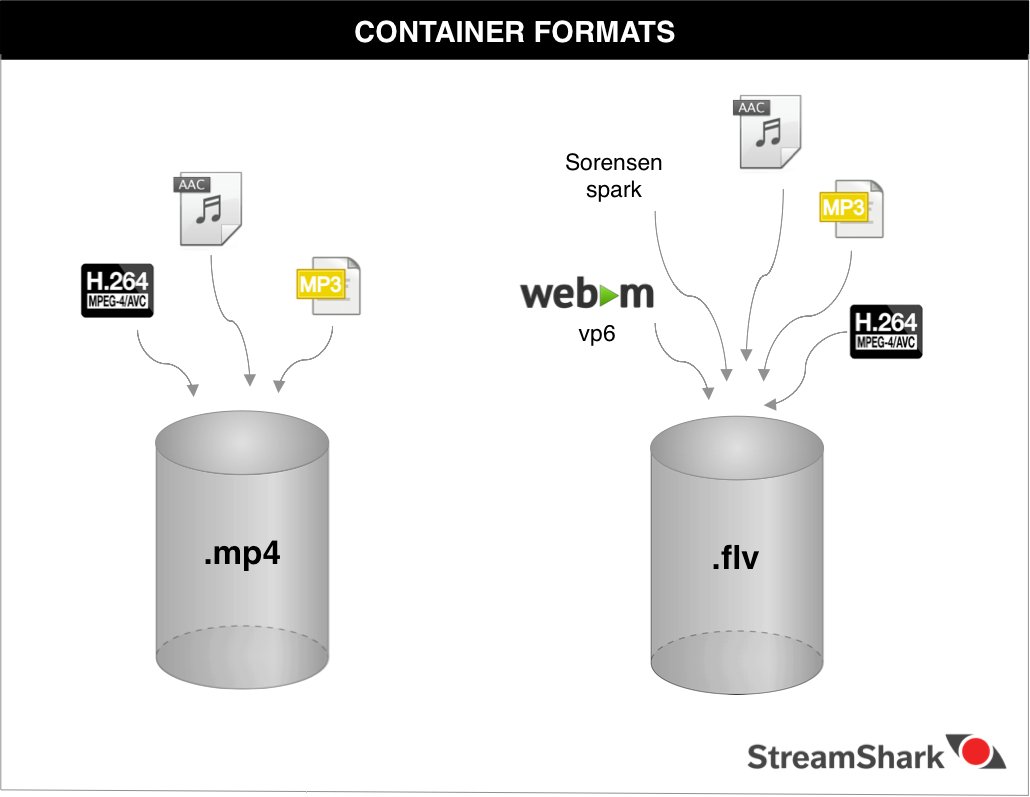 CONTAINER FORMATS
AAC
H.264
MPEG-4/AVC
MP3
.mp4
AAC
Sorensen
spark
MP3
webm
vp6
H.264
MPEG-4/AVC
.flv
StreamShark